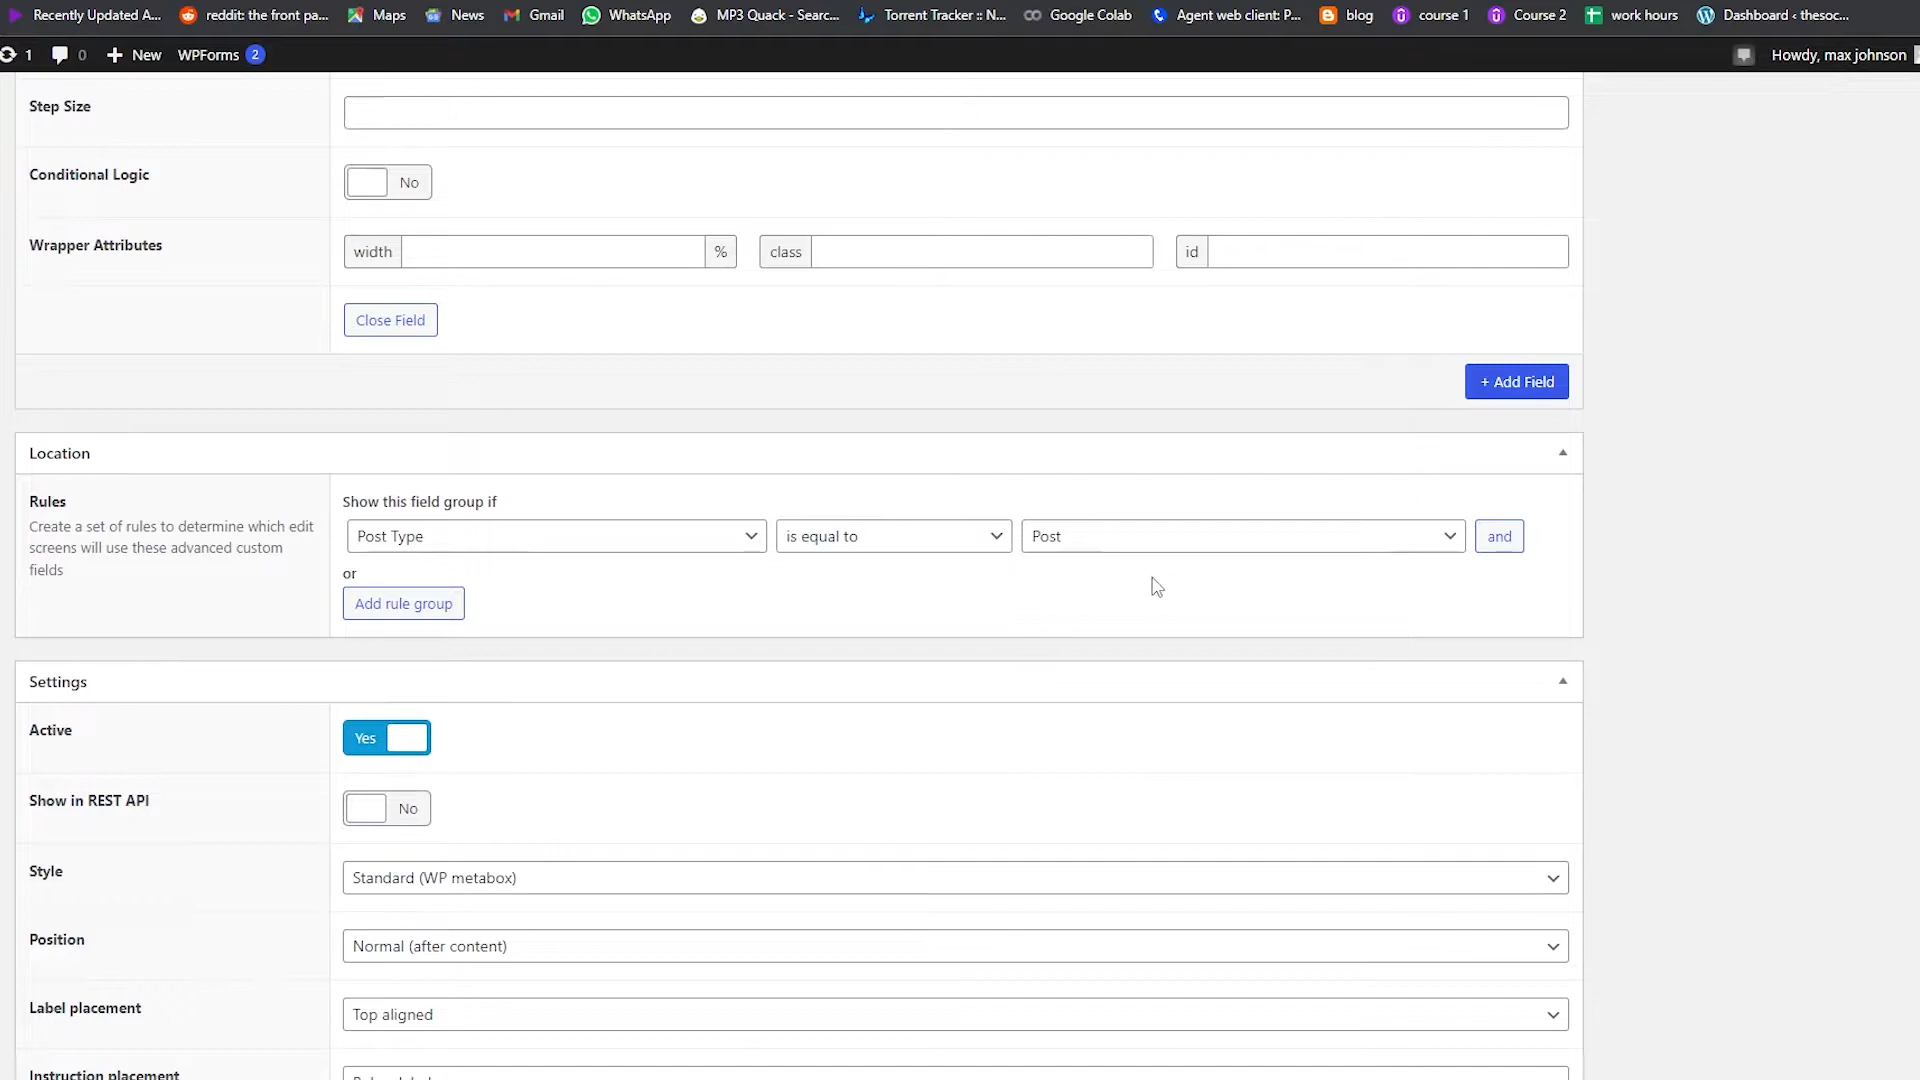 Recently Updated A... reddit: the front pa... Maps News Gmail WhatsApp MP3 Quack - Searc... Torrent Tracker :: N... Google Colab Agent web client: P... blog course 1 Course 2 work hours Dashboard ‹ thesoc...
1 0 New WPForms 2 Howdy, max johnson
Step Size
Conditional Logic No
Wrapper Attributes width % class id
Close Field
+ Add Field
Location
Rules Show this field group if
Create a set of rules to determine which edit
screens will use these advanced custom
fields
Post Type is equal to Post and
or
Add rule group
Settings
Active Yes
Show in REST API No
Style Standard (WP metabox)
Position Normal (after content)
Label placement Top aligned
Instruction placement